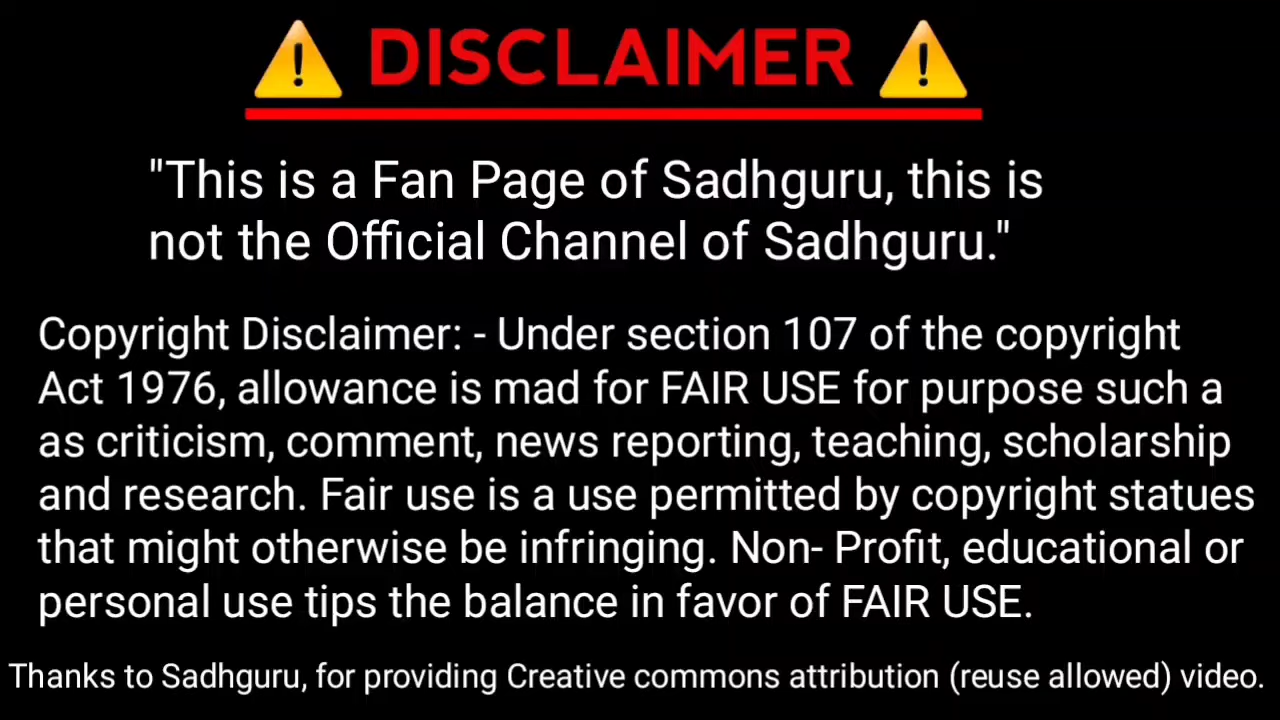 ⚠ DISCLAIMER ⚠
"This is a Fan Page of Sadhguru, this is
not the Official Channel of Sadhguru."
Copyright Disclaimer: - Under section 107 of the copyright
Act 1976, allowance is mad for FAIR USE for purpose such a
as criticism, comment, news reporting, teaching, scholarship
and research. Fair use is a use permitted by copyright statues
that might otherwise be infringing. Non- Profit, educational or
personal use tips the balance in favor of FAIR USE.
Thanks to Sadhguru, for providing Creative commons attribution (reuse allowed) video.